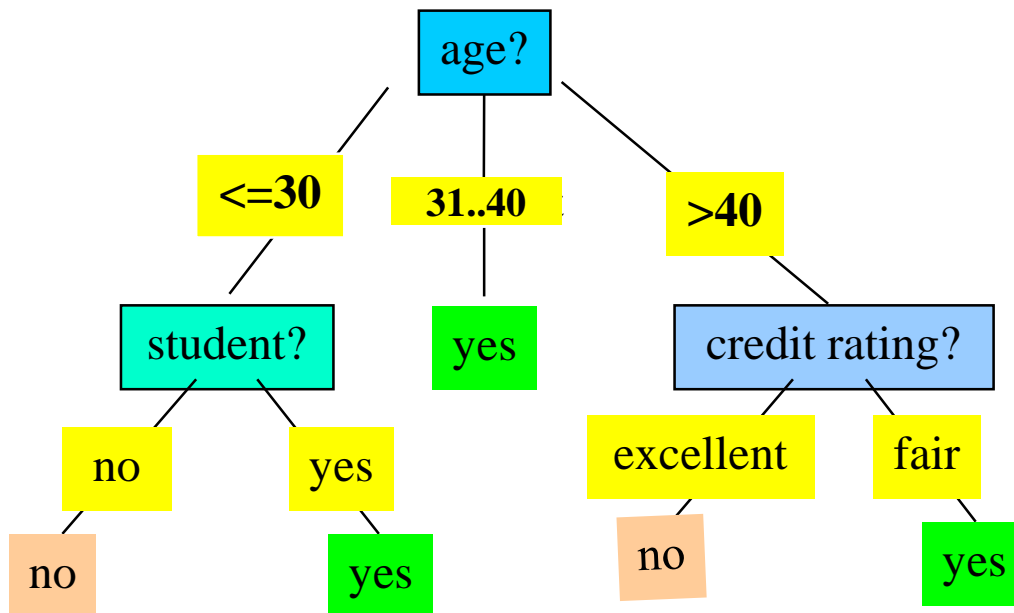 age?
<=30
31..40
>40
student?
yes
credit rating?
no
yes
excellent
fair
no
yes
no
yes